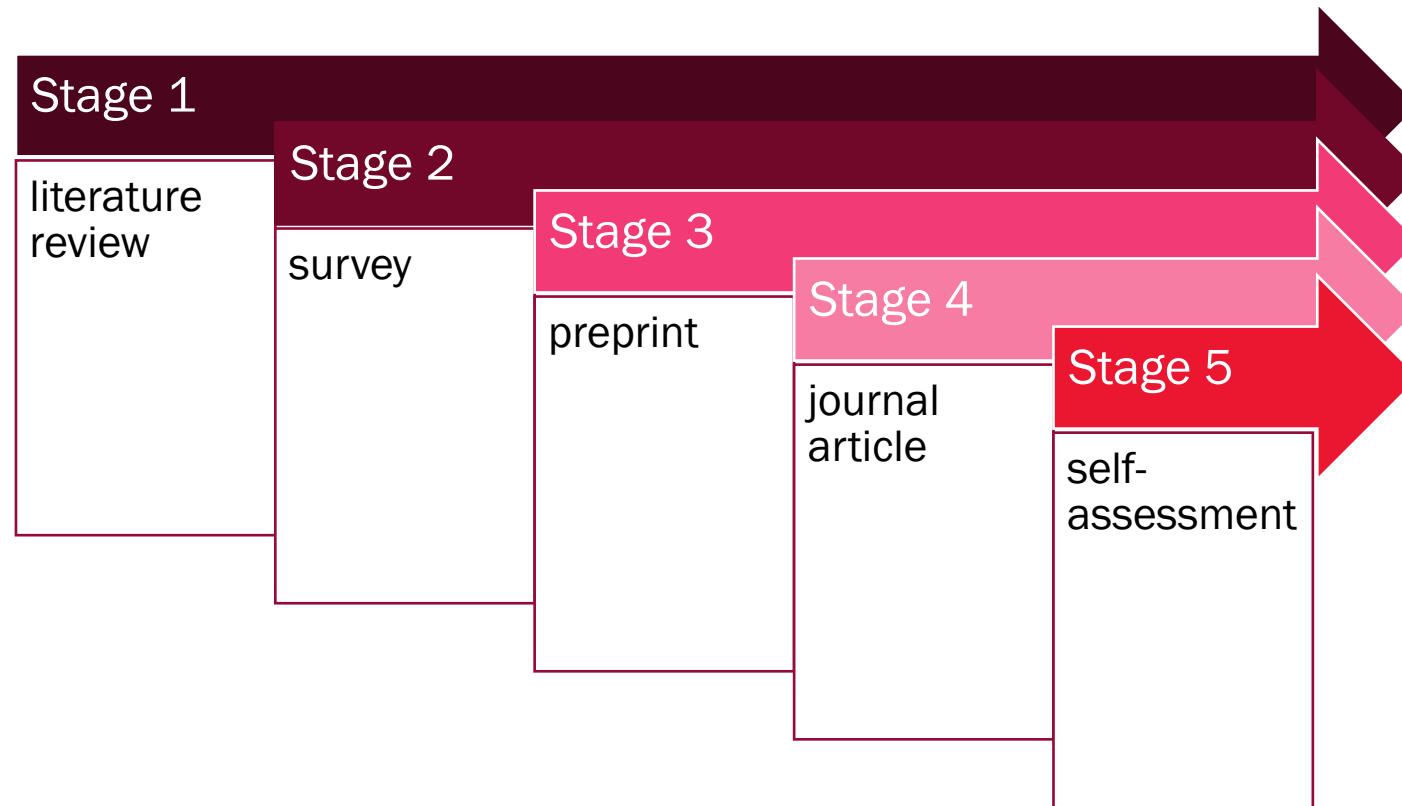 Stage 1
literature
review
Stage 2
survey
Stage 3
preprint
Stage 4
journal
article
Stage 5
self-
assessment